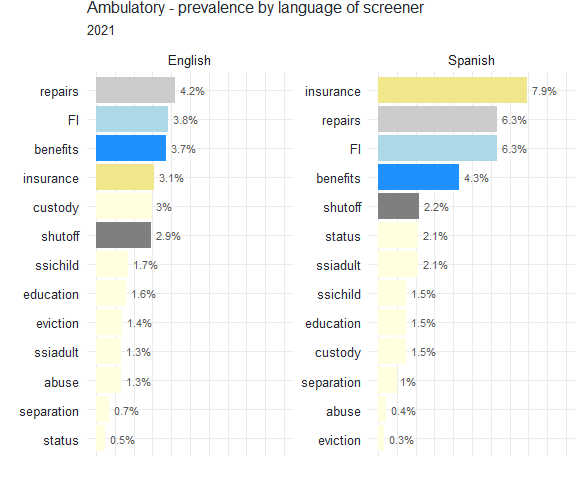 Ambulatory - prevalence by language of screener
2021
English
repairs 4.2%
FI 3.8%
benefits 3.7%
insurance 3.1%
custody 3%
shutoff 2.9%
ssichild 1.7%
education 1.6%
eviction 1.4%
ssiadult 1.3%
abuse 1.3%
separation 0.7%
status 0.5%
Spanish
insurance 7.9%
repairs 6.3%
FI 6.3%
benefits 4.3%
shutoff 2.2%
status 2.1%
ssiadult 2.1%
ssichild 1.5%
education 1.5%
custody 1.5%
separation 1%
abuse 0.4%
eviction 0.3%